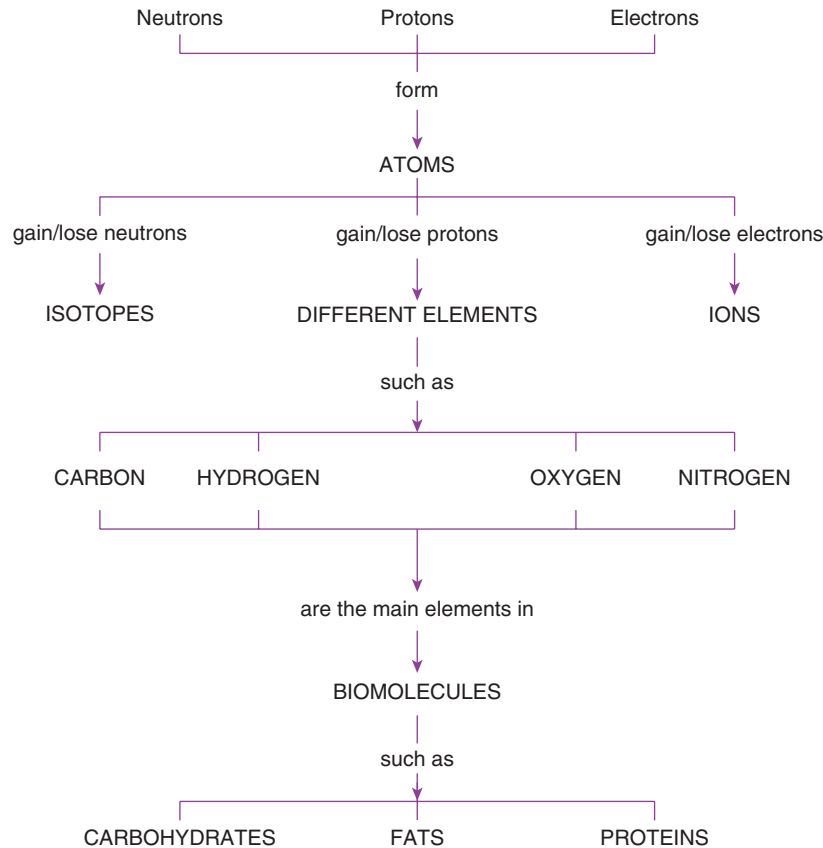 Neutrons Protons Electrons
form
ATOMS
gain/lose neutrons gain/lose protons gain/lose electrons
ISOTOPES DIFFERENT ELEMENTS IONS
such as
CARBON HYDROGEN OXYGEN NITROGEN
are the main elements in
BIOMOLECULES
such as
CARBOHYDRATES FATS PROTEINS